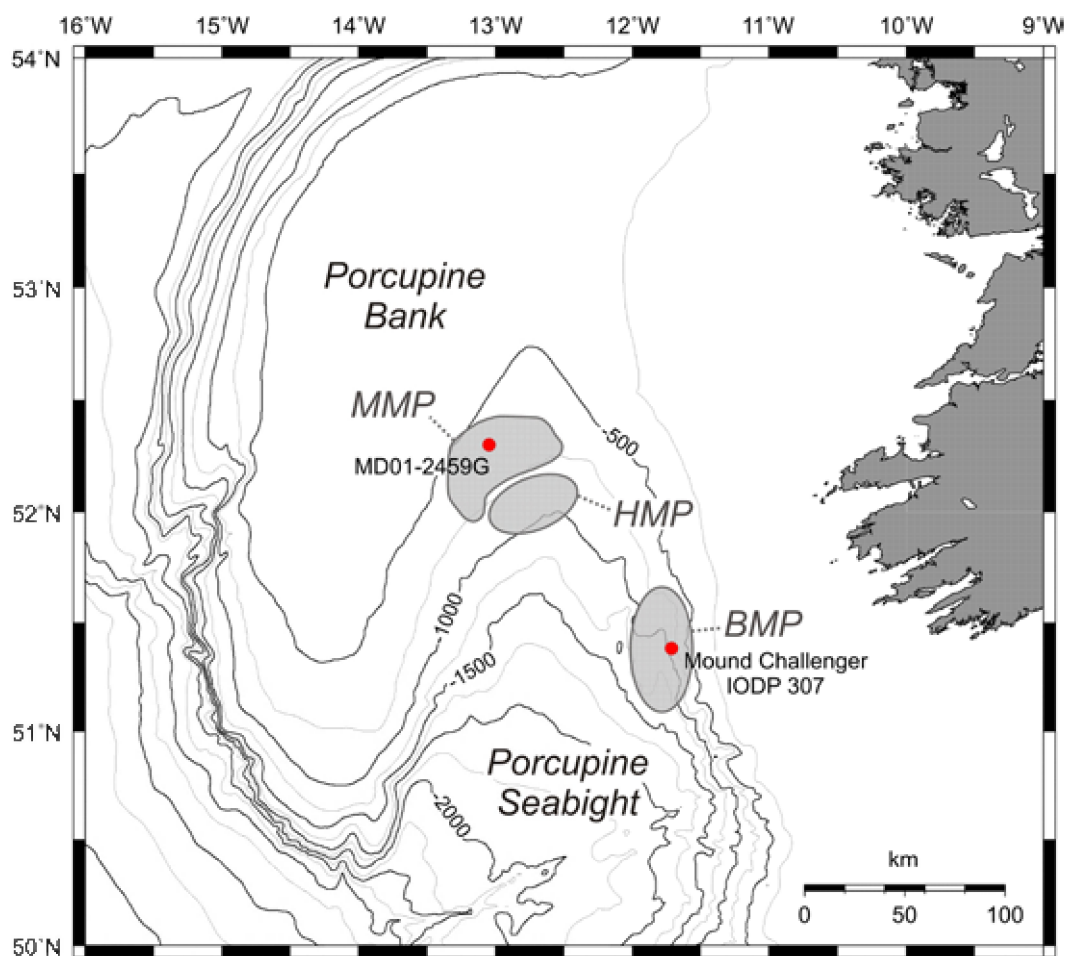 16˚W 15˚W 14˚W 13˚W 12˚W 11˚W 10˚W 9˚W
54˚N
53˚N
Porcupine
Bank
MMP
-500
MD01-2459G
52˚N
HMP
1000
BMP
-1500
Mound Challenger
IODP 307
51˚N
Porcupine
Seabight
-2000
km
0 50 100
50˚N